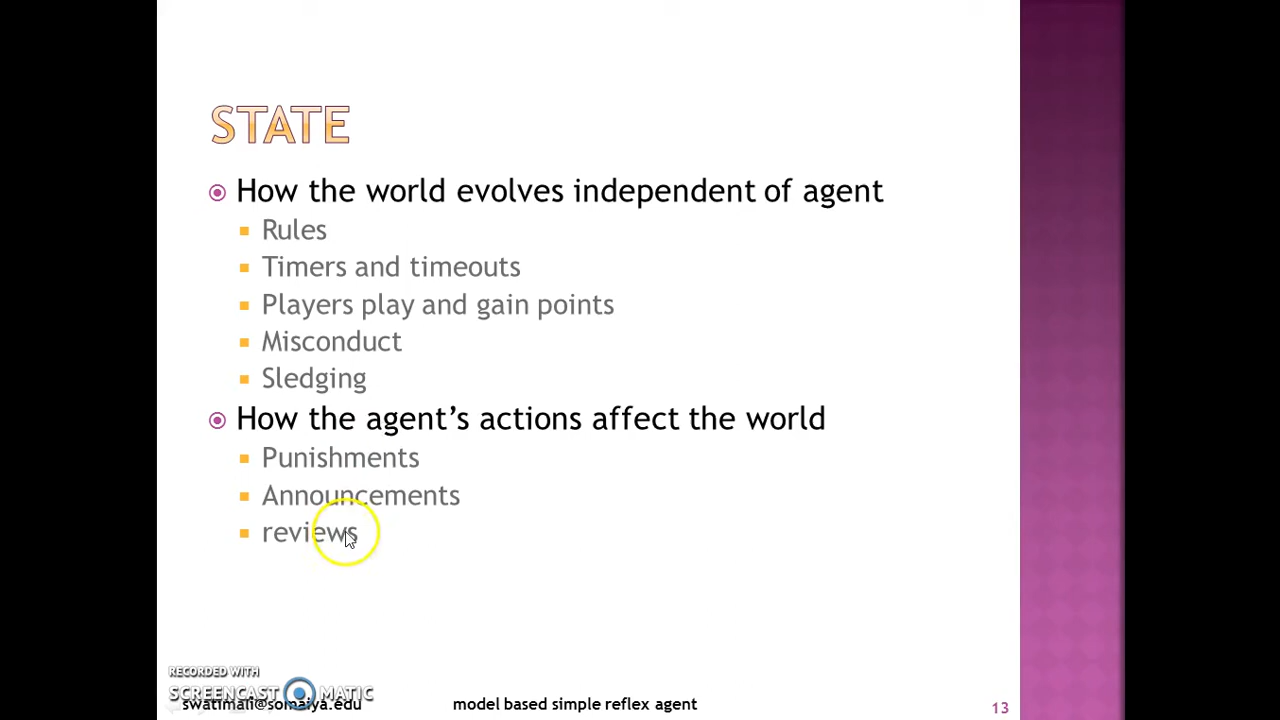 STATE
How the world evolves independent of agent
Rules
Timers and timeouts
Players play and gain points
Misconduct
Sledging
How the agent's actions affect the world
Punishments
Announcements
reviews
RECORDED WITH
SCREENCAST MATIC
swatimali@somaiya.edu model based simple reflex agent 13